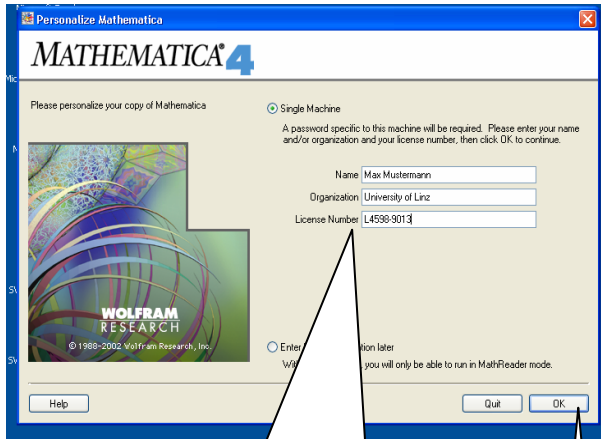 Personalize Mathematica
MATHEMATICA® 4
Please personalize your copy of Mathematica
Single Machine
A password specific to this machine will be required. Please enter your name
and/or organization and your license number, then click OK to continue.
Name Max Mustermann
Organization University of Linz
License Number L4598-9013
WOLFRAM
RESEARCH
© 1988-2002 Wolfram Research, Inc.
Enter tion later
you will only be able to run in MathReader mode.
Help Quit OK